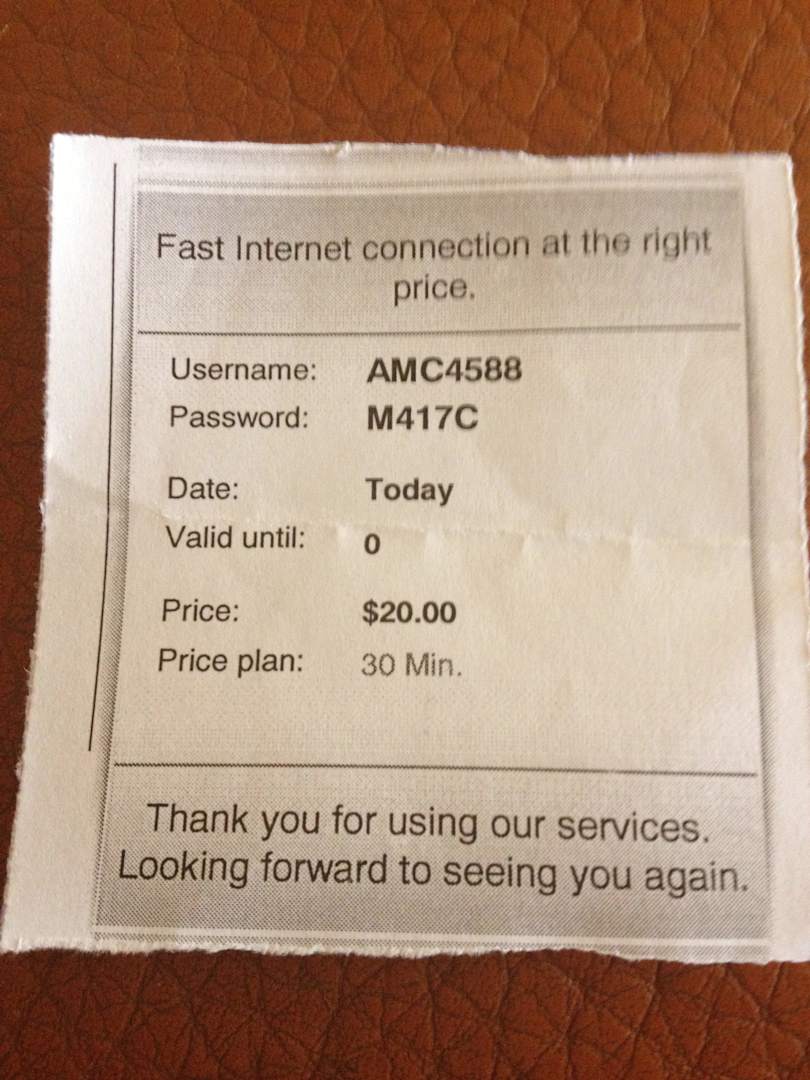 Fast Internet connection at the right
price.
Username: AMC4588
Password: M417C
Date: Today
Valid until: 0
Price: $20.00
Price plan: 30 Min.
Thank you for using our services.
Looking forward to seeing you again.